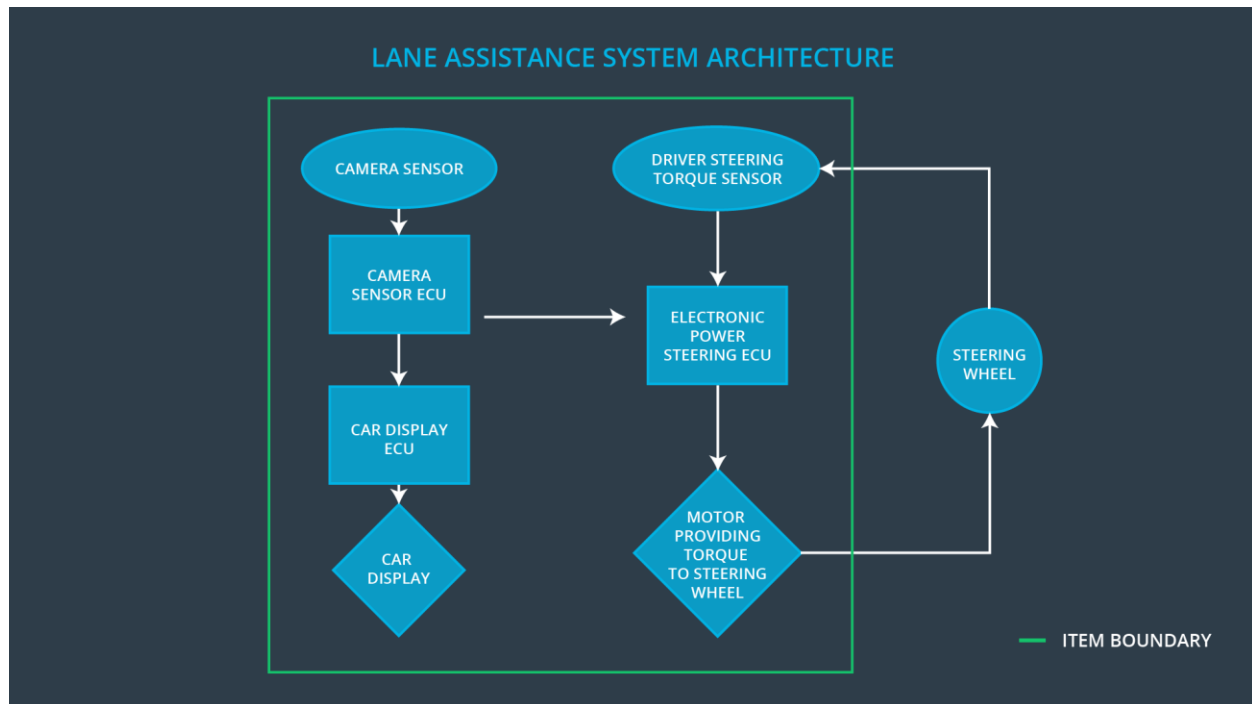 LANE ASSISTANCE SYSTEM ARCHITECTURE
CAMERA SENSOR
DRIVER STEERING
TORQUE SENSOR
CAMERA
SENSOR ECU
ELECTRONIC
POWER
STEERING ECU
STEERING
WHEEL
CAR DISPLAY
ECU
CAR
DISPLAY
MOTOR
PROVIDING
TORQUE
TO STEERING
WHEEL
ITEM BOUNDARY